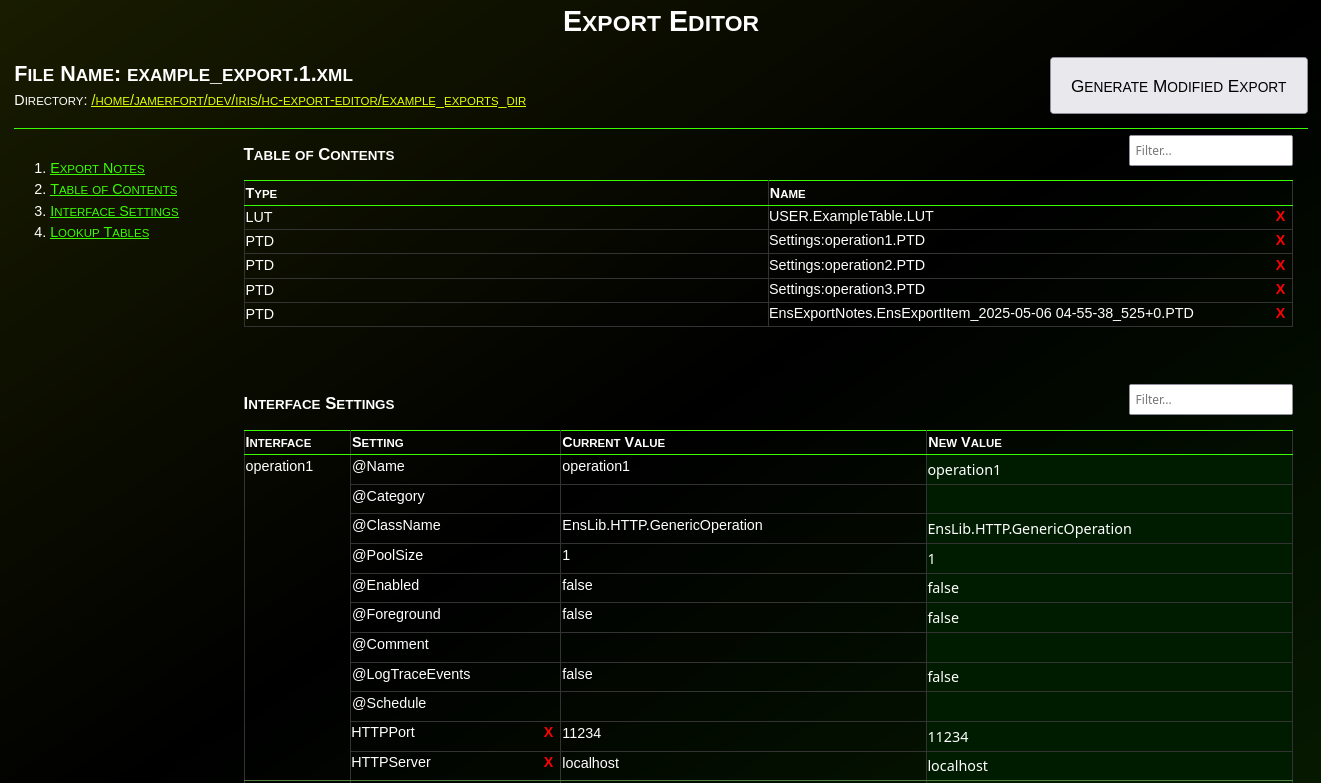 Export Editor
File Name: example_export.1.xml
Directory: /home/jamerfort/dev/iris/hc-export-editor/example_exports_dir
Generate Modified Export
1. Export Notes
2. Table of Contents
3. Interface Settings
4. Lookup Tables
Table of Contents
Filter...
Type Name
LUT USER.ExampleTable.LUT X
PTD Settings:operation1.PTD X
PTD Settings:operation2.PTD X
PTD Settings:operation3.PTD X
PTD EnsExportNotes.EnsExportItem_2025-05-06 04-55-38_525+0.PTD X
Interface Settings
Filter...
Interface Setting Current Value New Value
operation1 @Name operation1 operation1
@Category
@ClassName EnsLib.HTTP.GenericOperation EnsLib.HTTP.GenericOperation
@PoolSize 1 1
@Enabled false false
@Foreground false false
@Comment
@LogTraceEvents false false
@Schedule
HTTPPort X 11234 11234
HTTPServer X localhost localhost